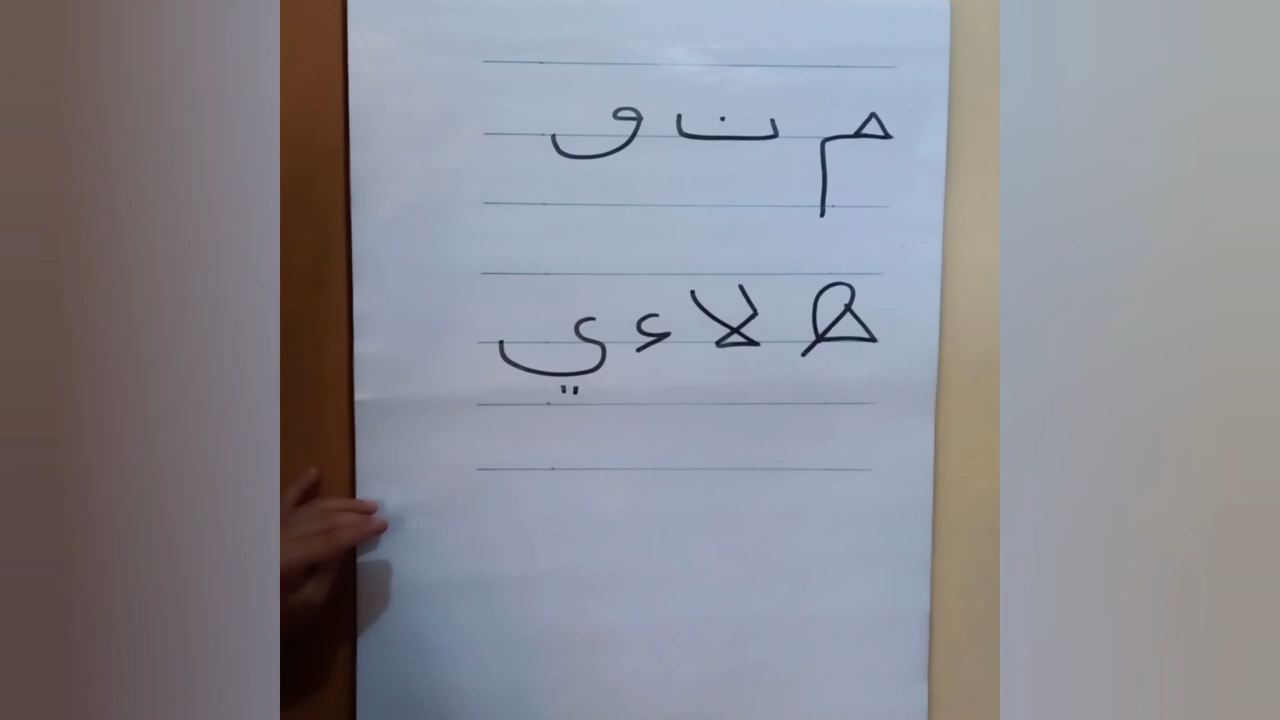 م ن و
ه لا ء ي